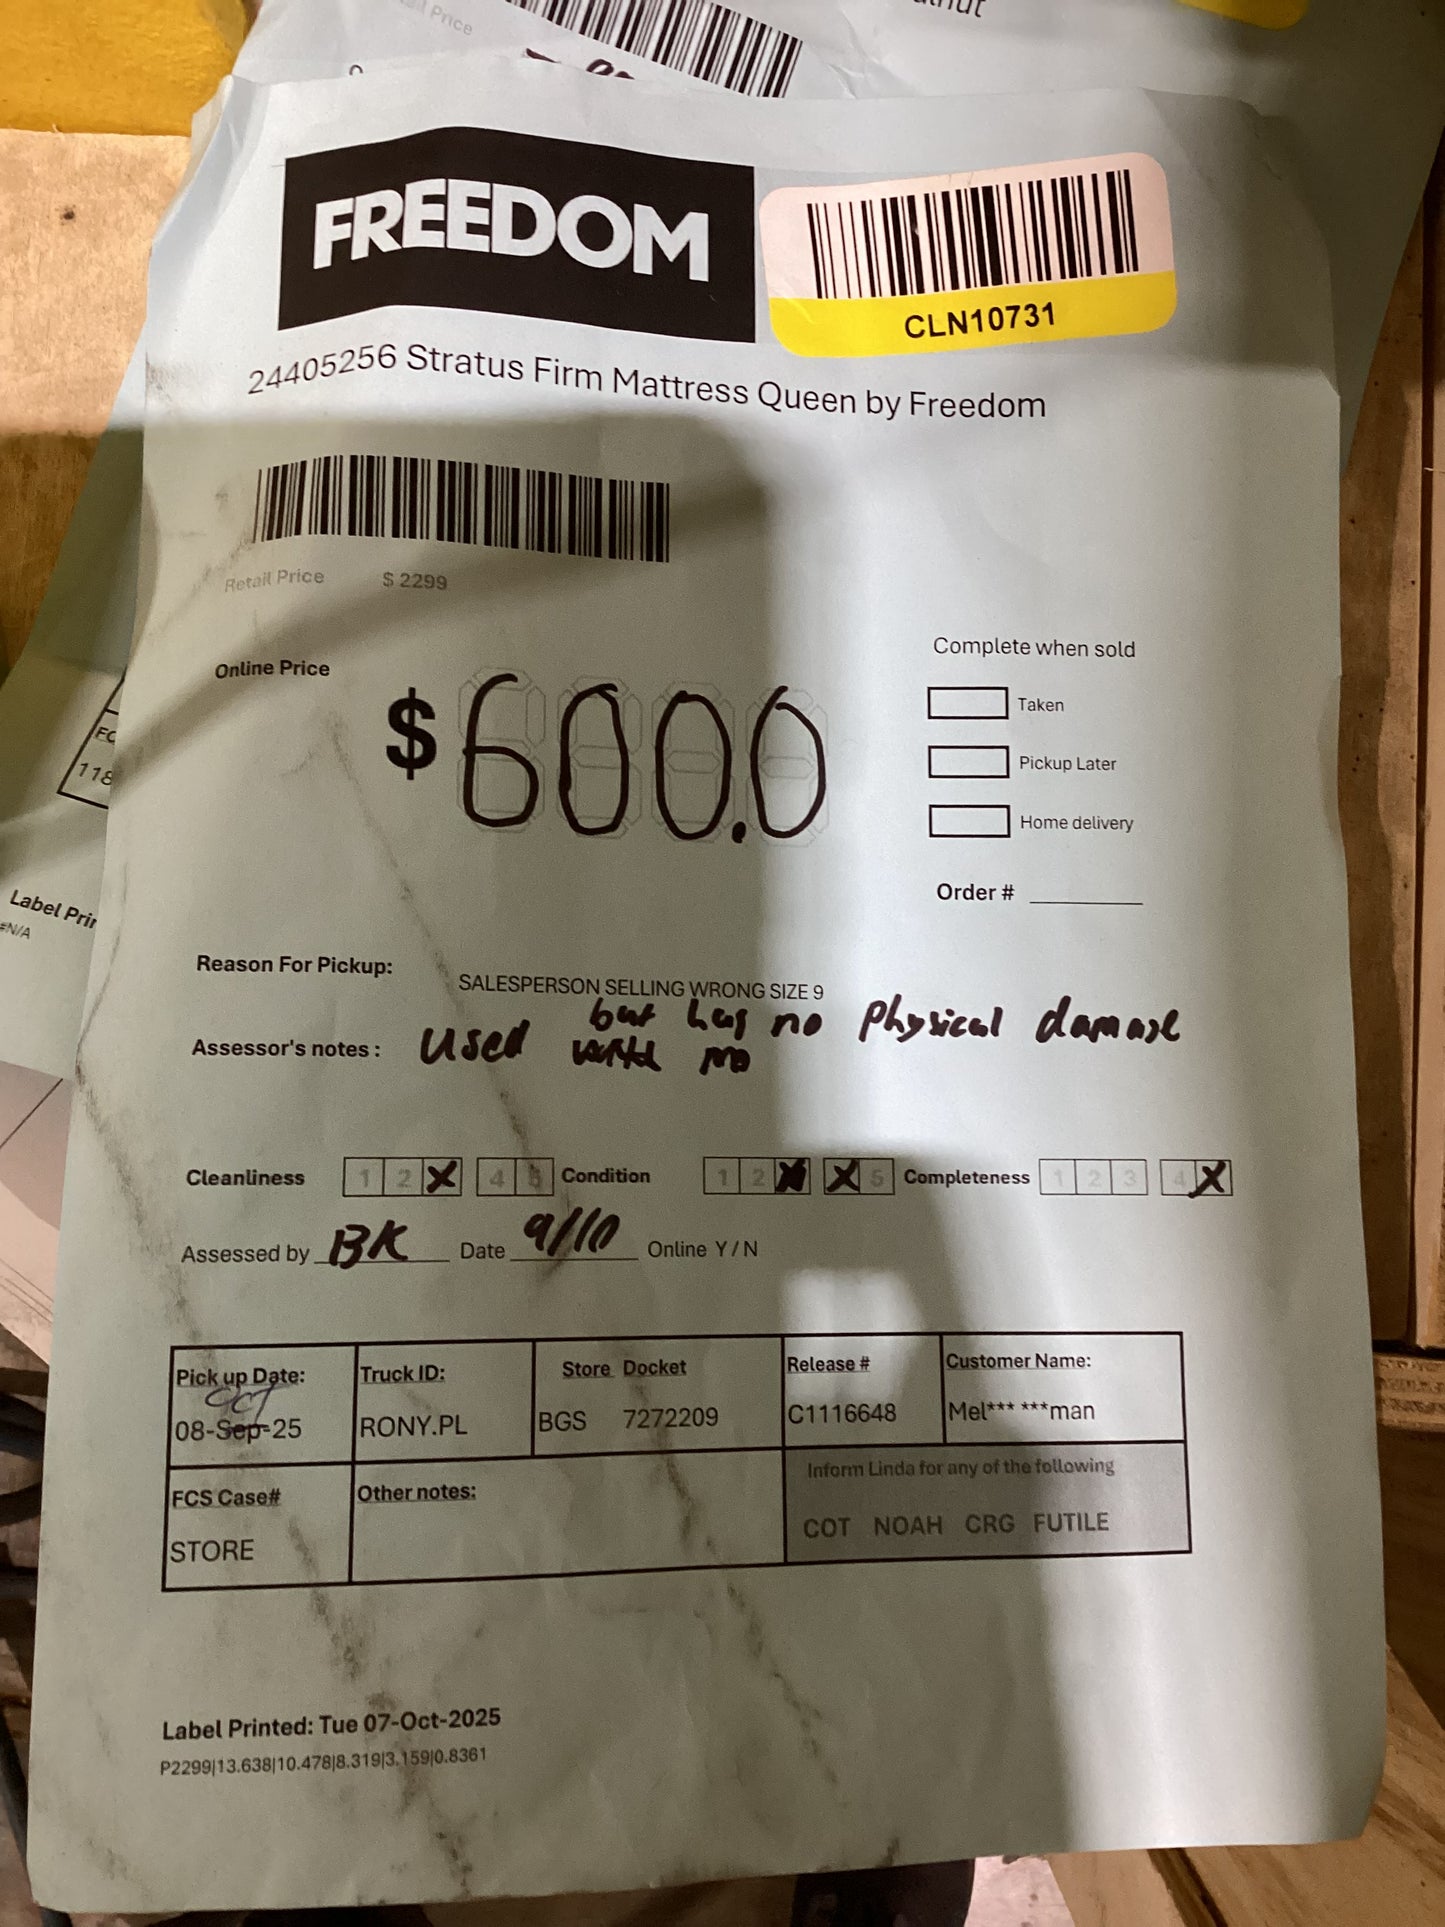 Price
FREEDOM
CLN10731
24405256 Stratus Firm Mattress Queen by Freedom
Retail Price $ 2299
Online Price
$ 600.0
Complete when sold
Taken
Pickup Later
Home delivery
Order #
Label Prin
#N/A
FC
118
Reason For Pickup:
SALESPERSON SELLING WRONG SIZE 9
but has no physical damage
Assessor's notes: used with no
Cleanliness 1 2 X 4 5 Condition 1 2 X X 5 Completeness 1 2 3 4 X
Assessed by BK Date 9/10 Online Y / N
Pick up Date: Truck ID: Store Docket Release # Customer Name:
OCT
08-Sep-25 RONY.PL BGS 7272209 C1116648 Mel*** ***man
FCS Case# Other notes: Inform Linda for any of the following
STORE COT NOAH CRG FUTILE
Label Printed: Tue 07-Oct-2025
P2299|13.638|10.478|8.319|3.159|0.8361